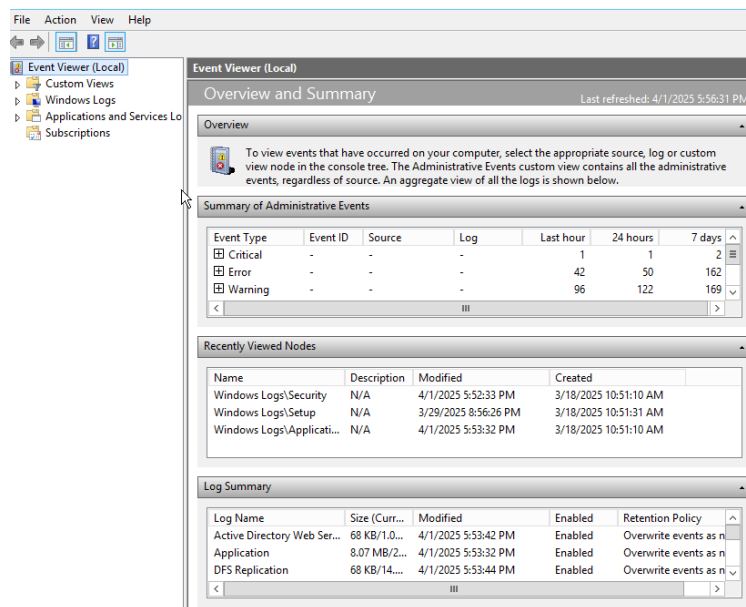 File Action View Help
Event Viewer (Local)
Custom Views
Windows Logs
Applications and Services Lo
Subscriptions
Event Viewer (Local)
Overview and Summary
Last refreshed: 4/1/2025 5:56:31 PM
Overview
To view events that have occurred on your computer, select the appropriate source, log or custom
view node in the console tree. The Administrative Events custom view contains all the administrative
events, regardless of source. An aggregate view of all the logs is shown below.
Summary of Administrative Events
Event Type Event ID Source Log Last hour 24 hours 7 days
Critical - - - 1 1 2
Error - - - 42 50 162
Warning - - - 96 122 169
Recently Viewed Nodes
Name Description Modified Created
Windows Logs\Security N/A 4/1/2025 5:52:33 PM 3/18/2025 10:51:10 AM
Windows Logs\Setup N/A 3/29/2025 8:56:26 PM 3/18/2025 10:51:31 AM
Windows Logs\Applicati... N/A 4/1/2025 5:53:32 PM 3/18/2025 10:51:10 AM
Log Summary
Log Name Size (Curr... Modified Enabled Retention Policy
Active Directory Web Ser... 68 KB/1.0... 4/1/2025 5:53:42 PM Enabled Overwrite events as n
Application 8.07 MB/2... 4/1/2025 5:53:32 PM Enabled Overwrite events as n
DFS Replication 68 KB/14.... 4/1/2025 5:53:44 PM Enabled Overwrite events as n